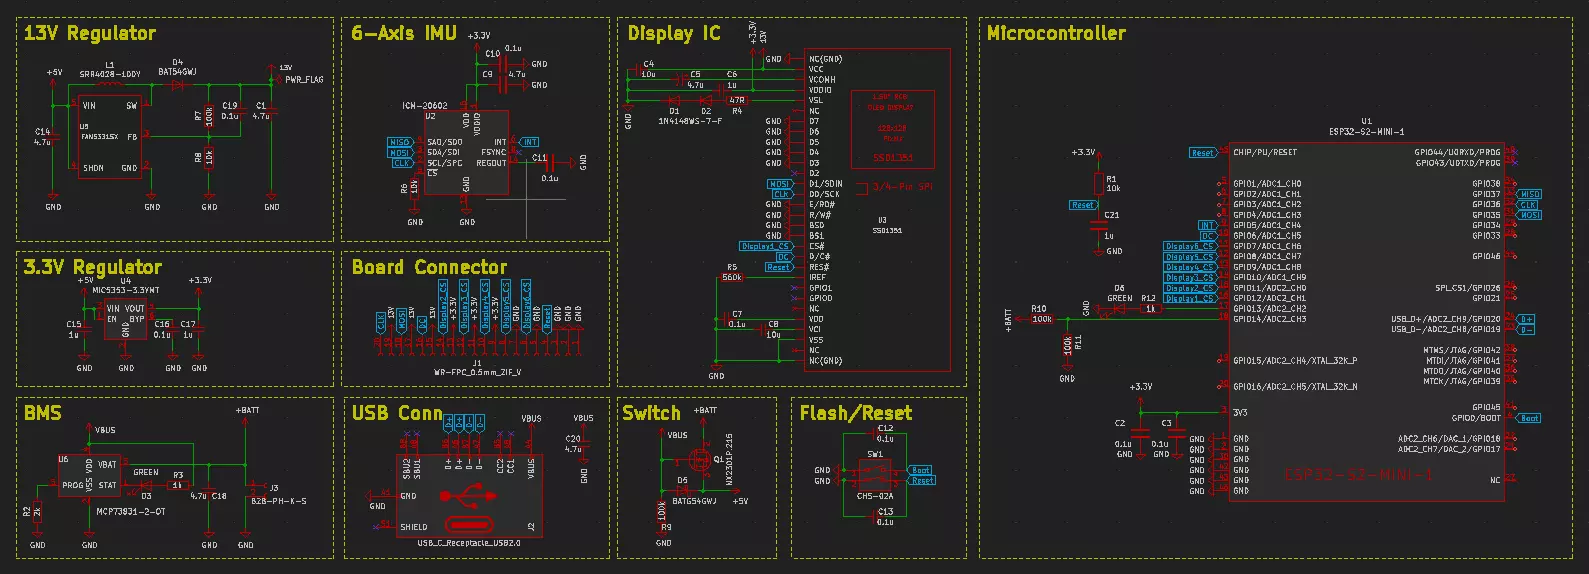 13V Regulator
+5V
L1
SRR4028-100Y
D4
BAT54GWJ
13V
PWR_FLAG
VIN
SW
U5
FAN5331SX
FB
SHDN
GND
C14
4.7u
R7
100k
C19
0.1u
C1
4.7u
R8
10k
GND
GND
GND
GND
6-Axis IMU
+3.3V
C10
0.1u
GND
C9
4.7u
GND
ICM-20602
U2
VDD
VDDIO
MISO
MOSI
CLK
SA0/SDO
SDA/SDI
SCL/SPC
CS
INT
FSYNC
REGOUT
GND
INT
C11
0.1u
GND
R6
10k
GND
GND
Display IC
+3.3V
13V
C4
10u
C5
4.7u
C6
1u
D1
D2
1N4148WS-7-F
47R
R4
GND
GND
NC(GND)
VCC
VCOMH
VDDIO
VSL
NC
GND
D7
GND
D6
GND
D5
GND
D4
GND
D3
D2
MOSI
D1/SDIN
CLK
D0/SCK
GND
E/RD#
GND
R/W#
GND
BS0
GND
BS1
Display1_CS
CS#
DC
D/C#
Reset
RES#
R5
560k
IREF
GPIO1
GPIO0
VDD
VCI
VSS
NC
NC(GND)
C7
0.1u
C8
10u
GND
128x128
SSD1351
3/4-Pin SPI
U3
SSD1351
Microcontroller
U1
ESP32-S2-MINI-1
+3.3V
R1
10k
Reset
C21
1u
GND
Reset
CHIP/PU/RESET
GPIO1/ADC1_CH0
GPIO2/ADC1_CH1
GPIO3/ADC1_CH2
GPIO4/ADC1_CH3
INT
GPIO5/ADC1_CH4
DC
GPIO6/ADC1_CH5
Display6_CS
GPIO7/ADC1_CH6
Display5_CS
GPIO8/ADC1_CH7
Display4_CS
GPIO9/ADC1_CH8
Display3_CS
GPIO10/ADC1_CH9
Display2_CS
GPIO11/ADC2_CH0
Display1_CS
GPIO12/ADC2_CH1
GPIO13/ADC2_CH2
GPIO14/ADC2_CH3
GPIO15/ADC2_CH4/XTAL_32K_P
GPIO16/ADC2_CH5/XTAL_32K_N
3V3
GND
GND
GND
GND
GND
GND
GPIO44/U0RXD/PROG
GPIO43/U0TXD/PROG
GPIO38
GPIO37
MISO
GPIO36
CLK
GPIO35
MOSI
GPIO34
GPIO33
GPIO46
SPI_CS1/GPIO26
GPIO21
USB_D+/ADC2_CH9/GPIO20
D+
USB_D-/ADC2_CH8/GPIO19
D-
MTMS/JTAG/GPIO42
MTDI/JTAG/GPIO41
MTDO/JTAG/GPIO40
MTCK/JTAG/GPIO39
GPIO45
GPIO0/BOOT
Boot
ADC2_CH6/DAC_1/GPIO18
ADC2_CH7/DAC_2/GPIO17
NC
ESP32-S2-MINI-1
GND
D8
GREEN
R12
1k
+BATT
R10
100k
100k
R11
GND
+3.3V
C2
0.1u
C3
0.1u
GND
GND
3.3V Regulator
+5V
U4
MIC5353-3.3YMT
+3.3V
VIN
VOUT
EN
BYP
GND
C15
1u
C16
0.1u
C17
1u
GND
GND
GND
GND
Board Connector
CLK
13V
MOSI
13V
DC
Display2_CS
+3.3V
Display3_CS
+3.3V
Display4_CS
+3.3V
Display5_CS
GND
Display6_CS
GND
Reset
GND
GND
GND
J1
WR-FPC_0.5mm_ZIF_V
BMS
+BATT
VBUS
U6
VDD
VBAT
PROG
STAT
VSS
GREEN
D3
R3
1k
4.7u
C18
J3
B2B-PH-K-S
MCP73831-2-OT
R2
2k
GND
GND
GND
GND
USB Conn
D+
D+
D-
D-
VBUS
VBUS
C20
4.7u
GND
SBU2
SBU1
D+
D+
D-
D-
CC2
CC1
VBUS
GND
GND
SHIELD
J2
USB_C_Receptacle_USB2.0
Switch
+BATT
VBUS
Q1
NX2301P,215
D5
BATG54GWJ
+5V
100k
R9
GND
Flash/Reset
C12
0.1u
SW1
GND
GND
Boot
Reset
CHS-02A
C13
0.1u